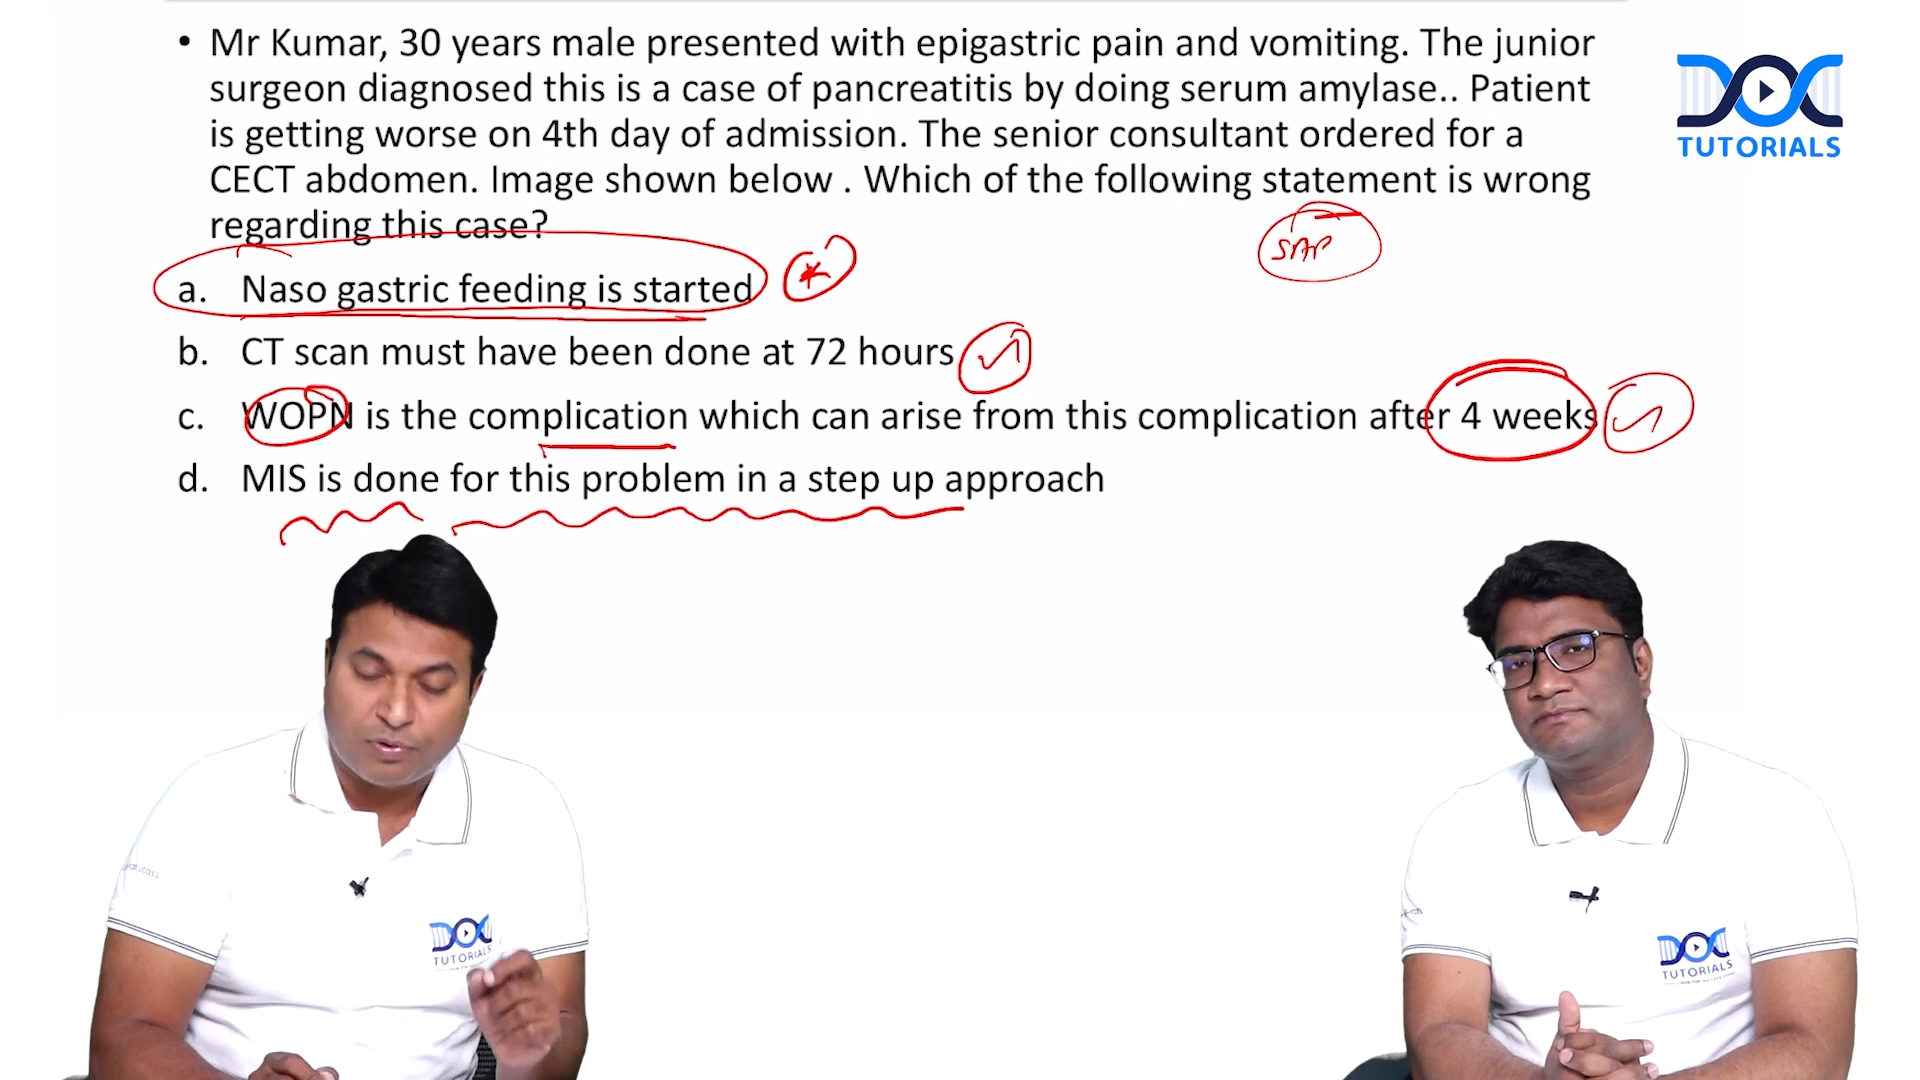 • Mr Kumar, 30 years male presented with epigastric pain and vomiting. The junior
surgeon diagnosed this is a case of pancreatitis by doing serum amylase.. Patient
is getting worse on 4th day of admission. The senior consultant ordered for a
CECT abdomen. Image shown below . Which of the following statement is wrong
regarding this case?
SAP
a. Naso gastric feeding is started
b. CT scan must have been done at 72 hours
c. WOPN is the complication which can arise from this complication after 4 weeks
d. MIS is done for this problem in a step up approach
DOC
TUTORIALS
DOC
TUTORIALS
DOC
TUTORIALS